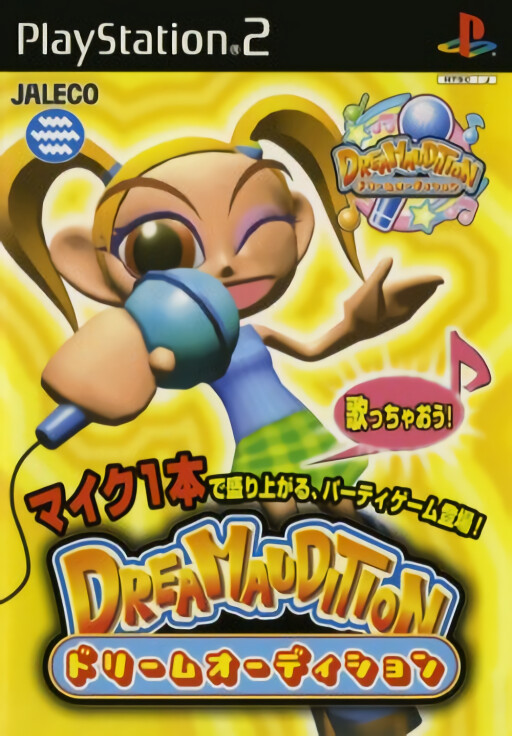 PlayStation®2
NTSC J
JALECO
DREAMAUDITION
ドリームオーディション
歌っちゃおう!
マイク1本で盛り上がる、パーティゲーム登場!
DREAMAUDITION
ドリームオーディション